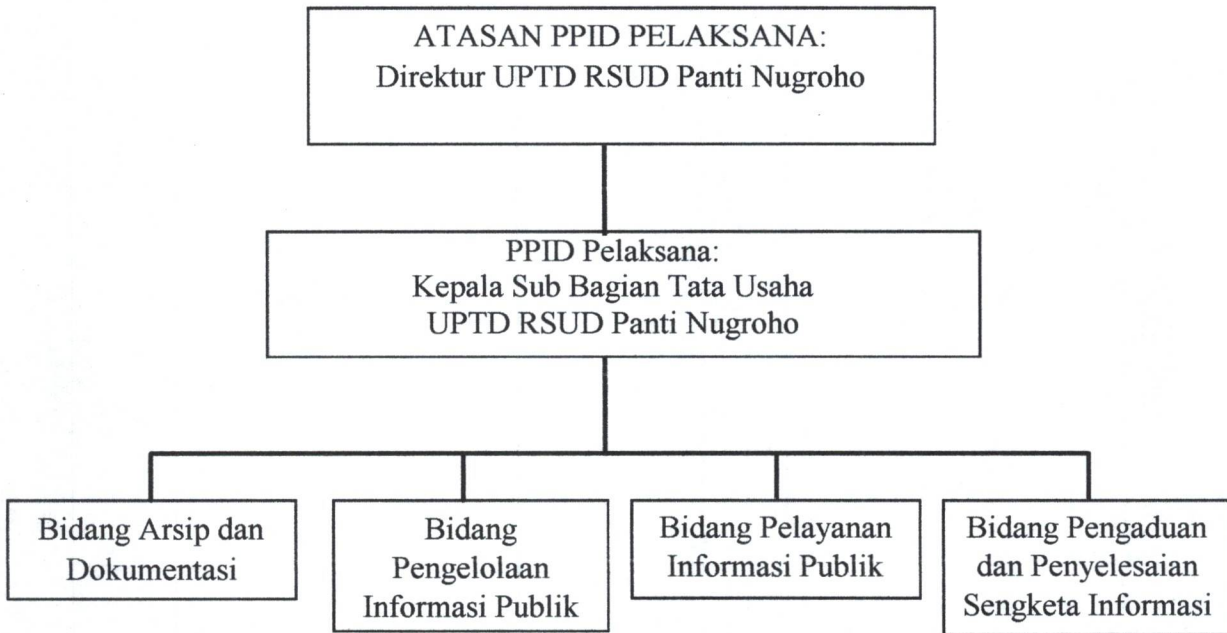 ATASAN PPID PELAKSANA:
Direktur UPTD RSUD Panti Nugroho
PPID Pelaksana:
Kepala Sub Bagian Tata Usaha
UPTD RSUD Panti Nugroho
Bidang Arsip dan
Dokumentasi
Bidang
Pengelolaan
Informasi Publik
Bidang Pelayanan
Informasi Publik
Bidang Pengaduan
dan Penyelesaian
Sengketa Informasi